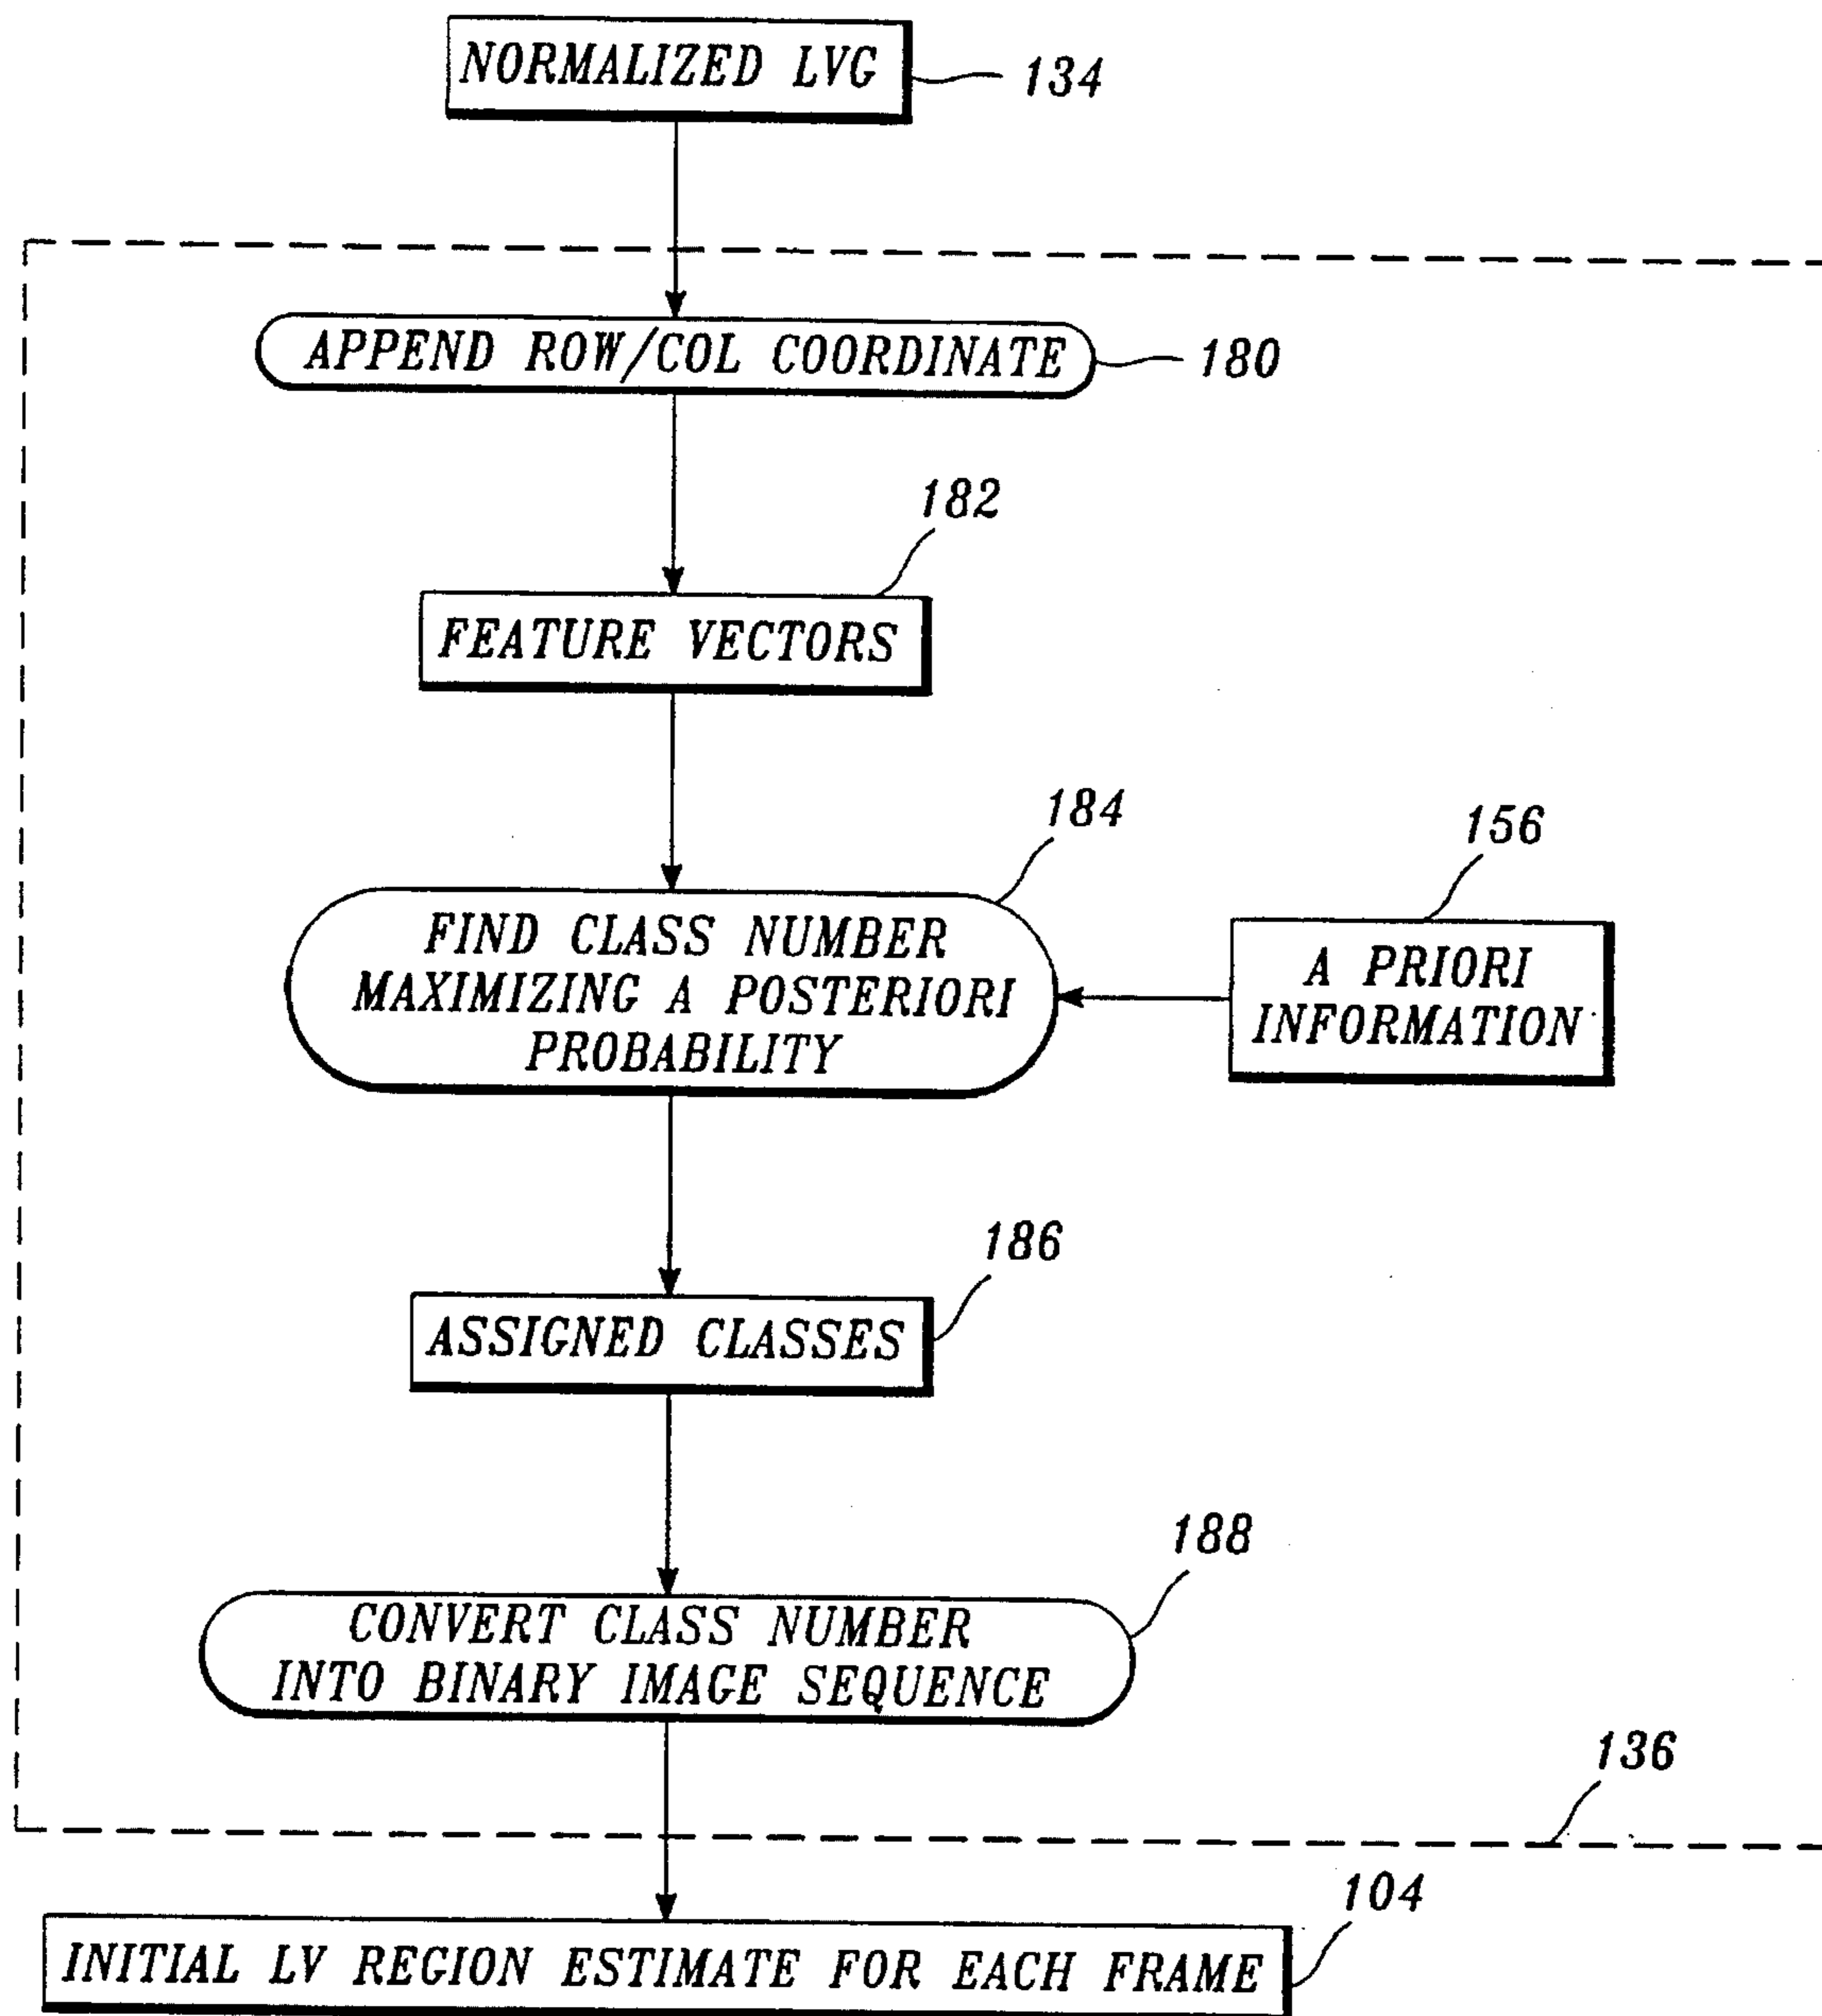 NORMALIZED LVG
134
APPEND ROW/COL COORDINATE
180
182
FEATURE VECTORS
184
156
FIND CLASS NUMBER
MAXIMIZING A POSTERIORI
PROBABILITY
A PRIORI
INFORMATION
186
ASSIGNED CLASSES
188
CONVERT CLASS NUMBER
INTO BINARY IMAGE SEQUENCE
136
104
INITIAL LV REGION ESTIMATE FOR EACH FRAME